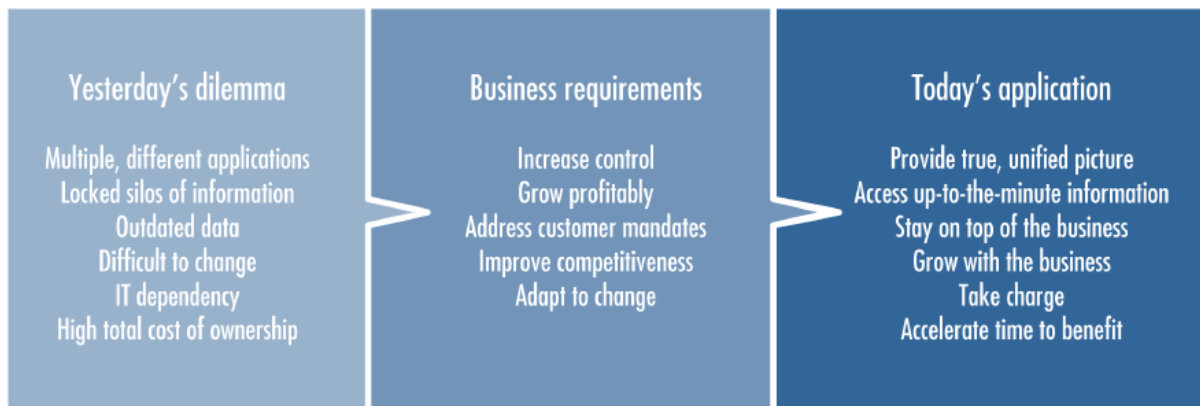 Yesterday's dilemma
Multiple, different applications
Locked silos of information
Outdated data
Difficult to change
IT dependency
High total cost of ownership
Business requirements
Increase control
Grow profitably
Address customer mandates
Improve competitiveness
Adapt to change
Today's application
Provide true, unified picture
Access up-to-the-minute information
Stay on top of the business
Grow with the business
Take charge
Accelerate time to benefit